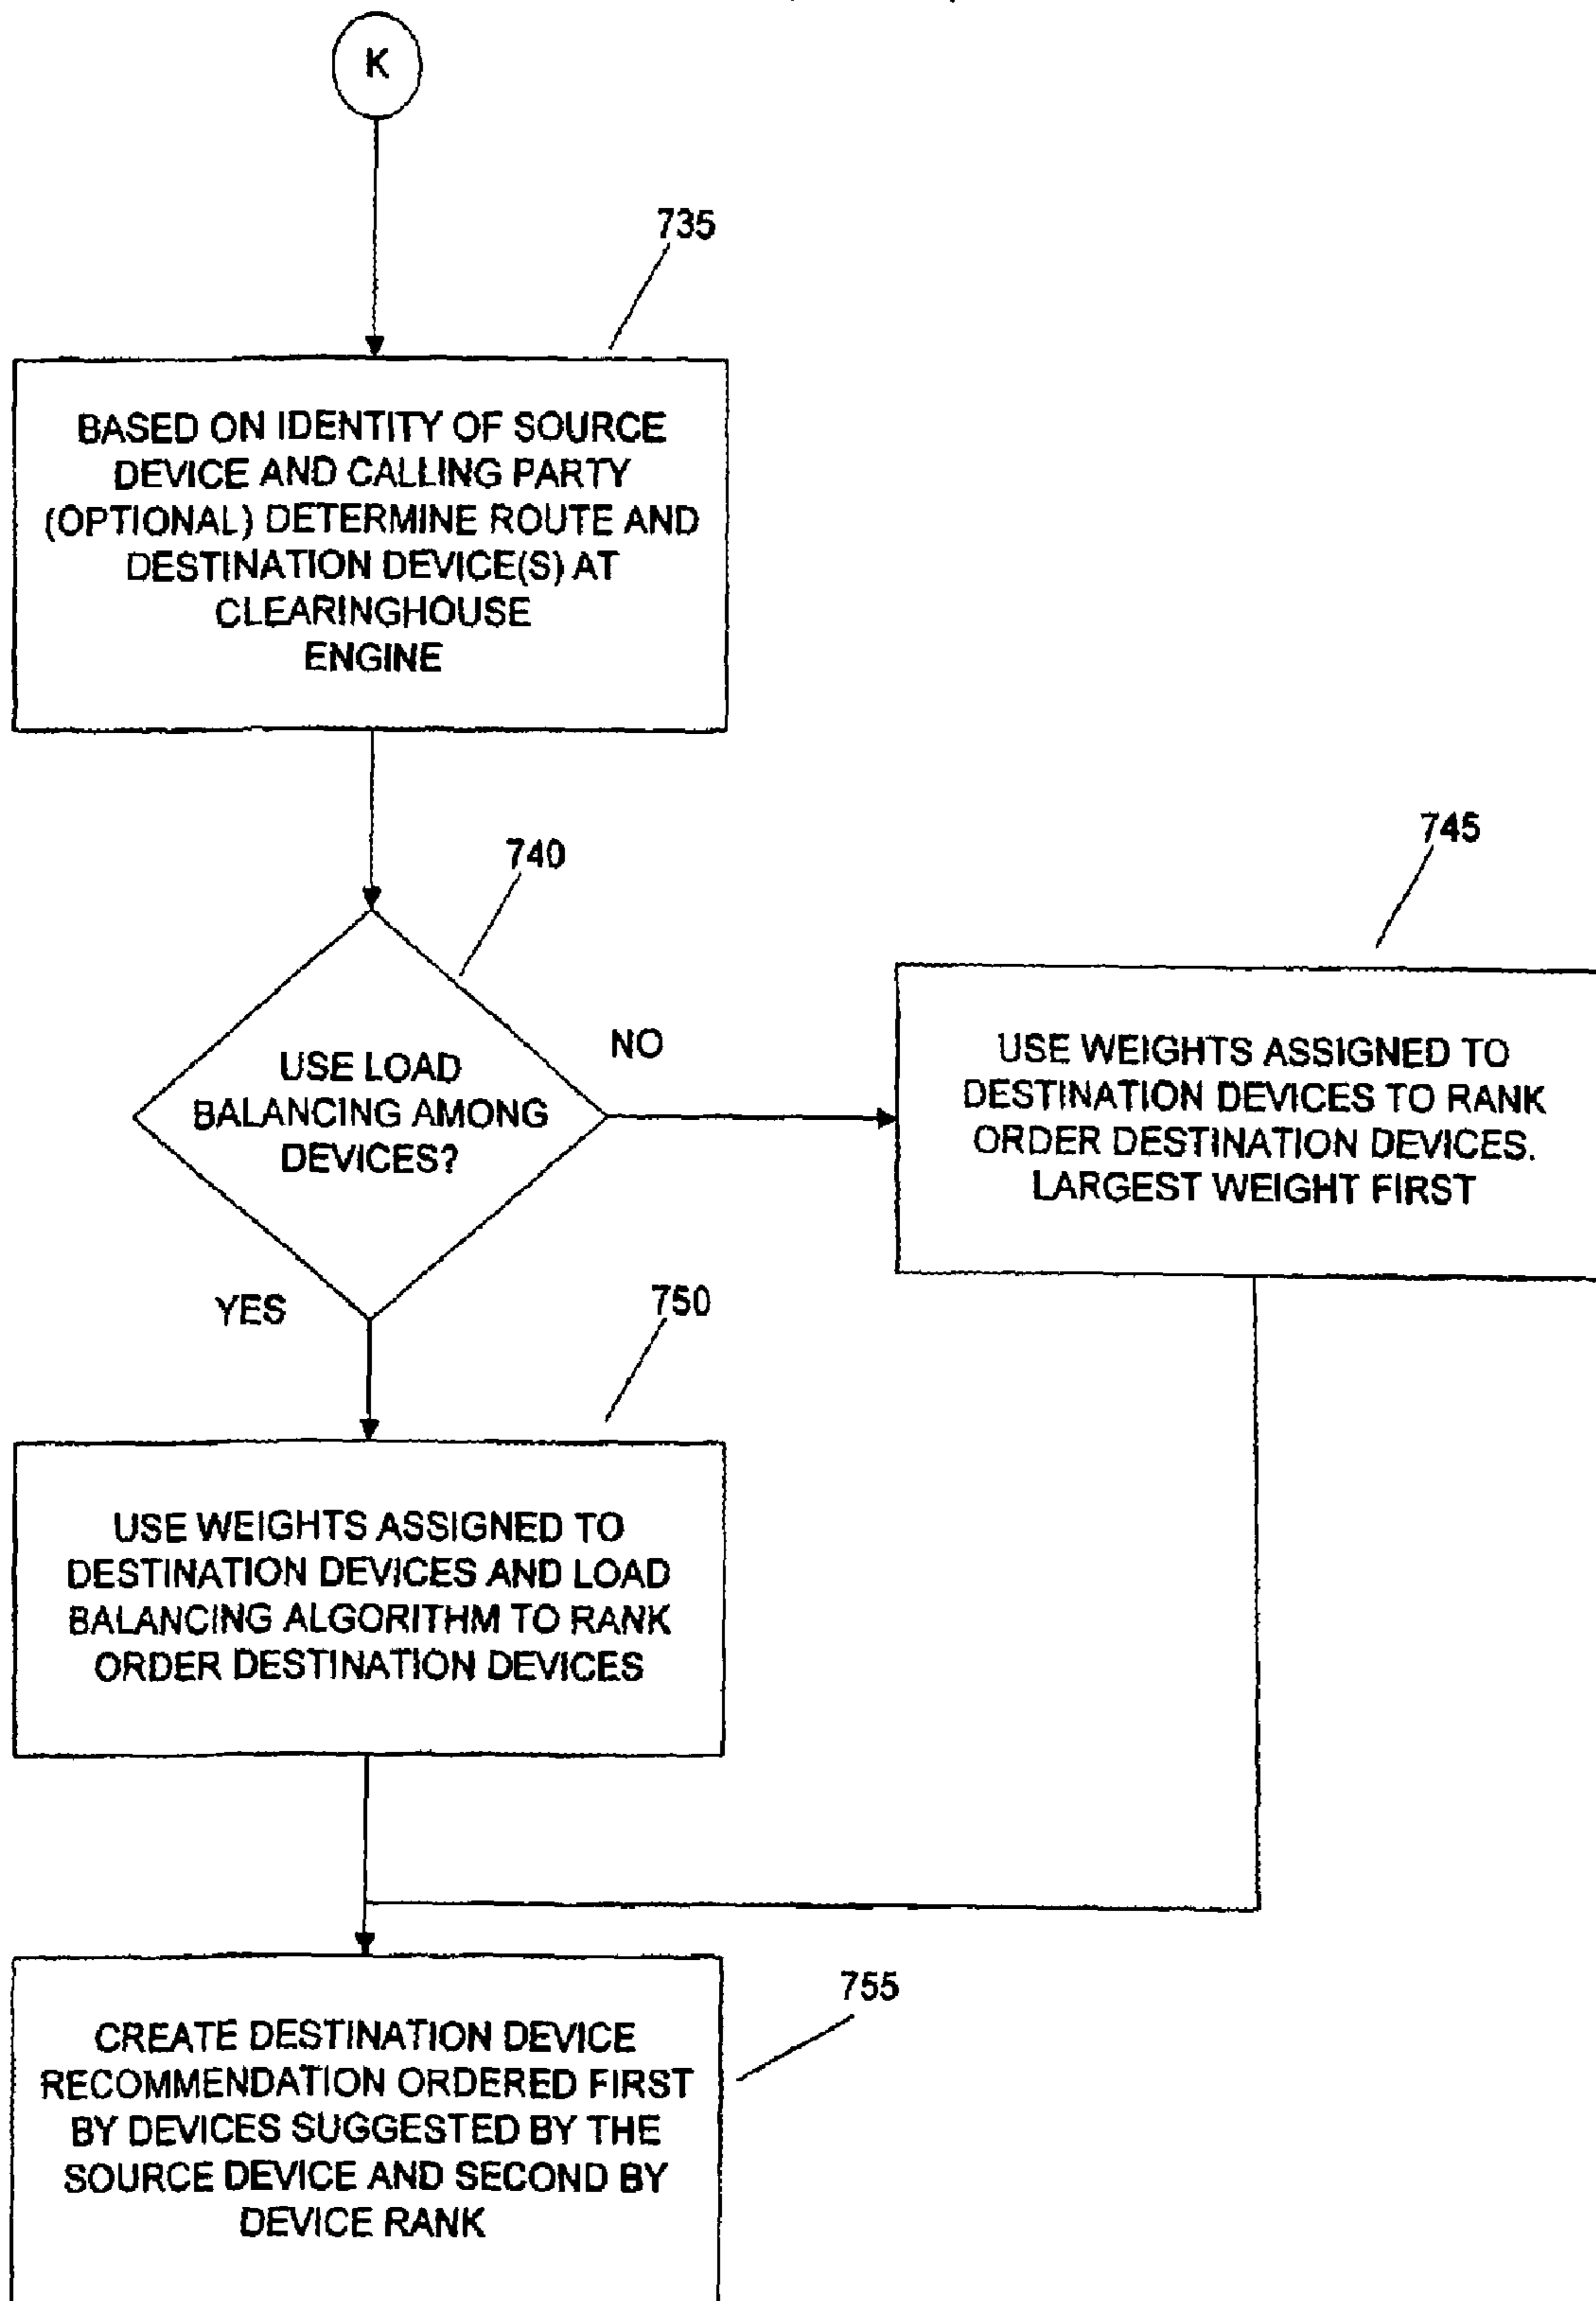 K
735
BASED ON IDENTITY OF SOURCE
DEVICE AND CALLING PARTY
(OPTIONAL) DETERMINE ROUTE AND
DESTINATION DEVICE(S) AT
CLEARINGHOUSE
ENGINE
740
USE LOAD
BALANCING AMONG
DEVICES?
NO
745
USE WEIGHTS ASSIGNED TO
DESTINATION DEVICES TO RANK
ORDER DESTINATION DEVICES.
LARGEST WEIGHT FIRST
YES
750
USE WEIGHTS ASSIGNED TO
DESTINATION DEVICES AND LOAD
BALANCING ALGORITHM TO RANK
ORDER DESTINATION DEVICES
755
CREATE DESTINATION DEVICE
RECOMMENDATION ORDERED FIRST
BY DEVICES SUGGESTED BY THE
SOURCE DEVICE AND SECOND BY
DEVICE RANK